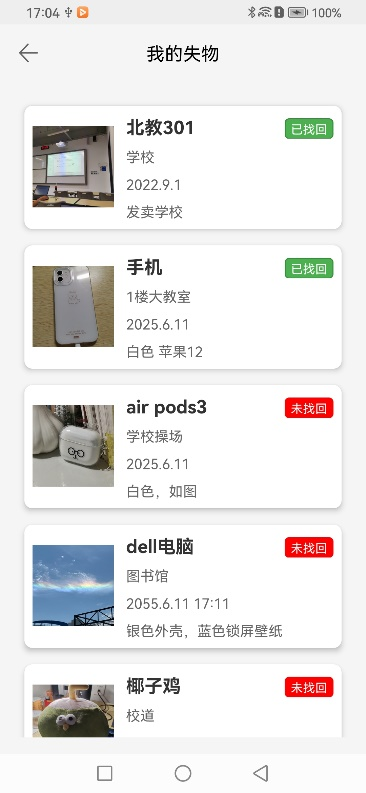 17:04 100%
我的失物
北教301 已找回
学校
2022.9.1
发卖学校
手机 已找回
1楼大教室
2025.6.11
白色 苹果12
air pods3 未找回
学校操场
2025.6.11
白色，如图
dell电脑 未找回
图书馆
2055.6.11 17:11
银色外壳，蓝色锁屏壁纸
椰子鸡 未找回
校道